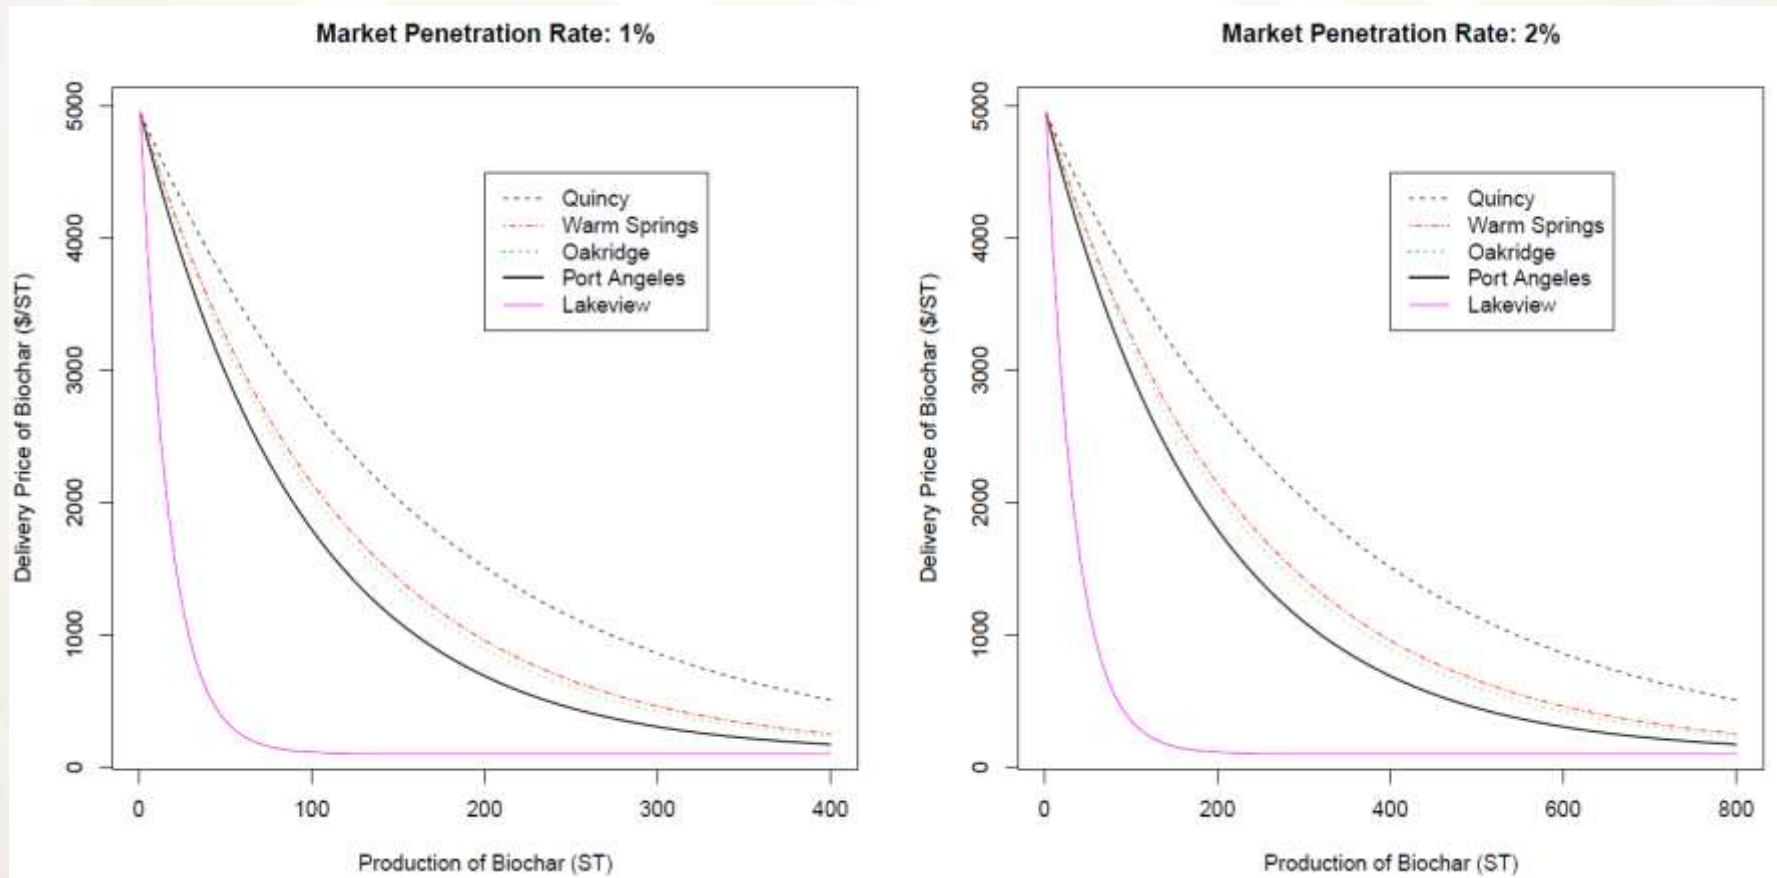 Market Penetration Rate: 1%
Delivery Price of Biochar ($/ST)
5000
4000
3000
2000
1000
0
Quincy
Warm Springs
Oakridge
Port Angeles
Lakeview
0 100 200 300 400
Production of Biochar (ST)
Market Penetration Rate: 2%
Delivery Price of Biochar ($/ST)
5000
4000
3000
2000
1000
0
Quincy
Warm Springs
Oakridge
Port Angeles
Lakeview
0 200 400 600 800
Production of Biochar (ST)